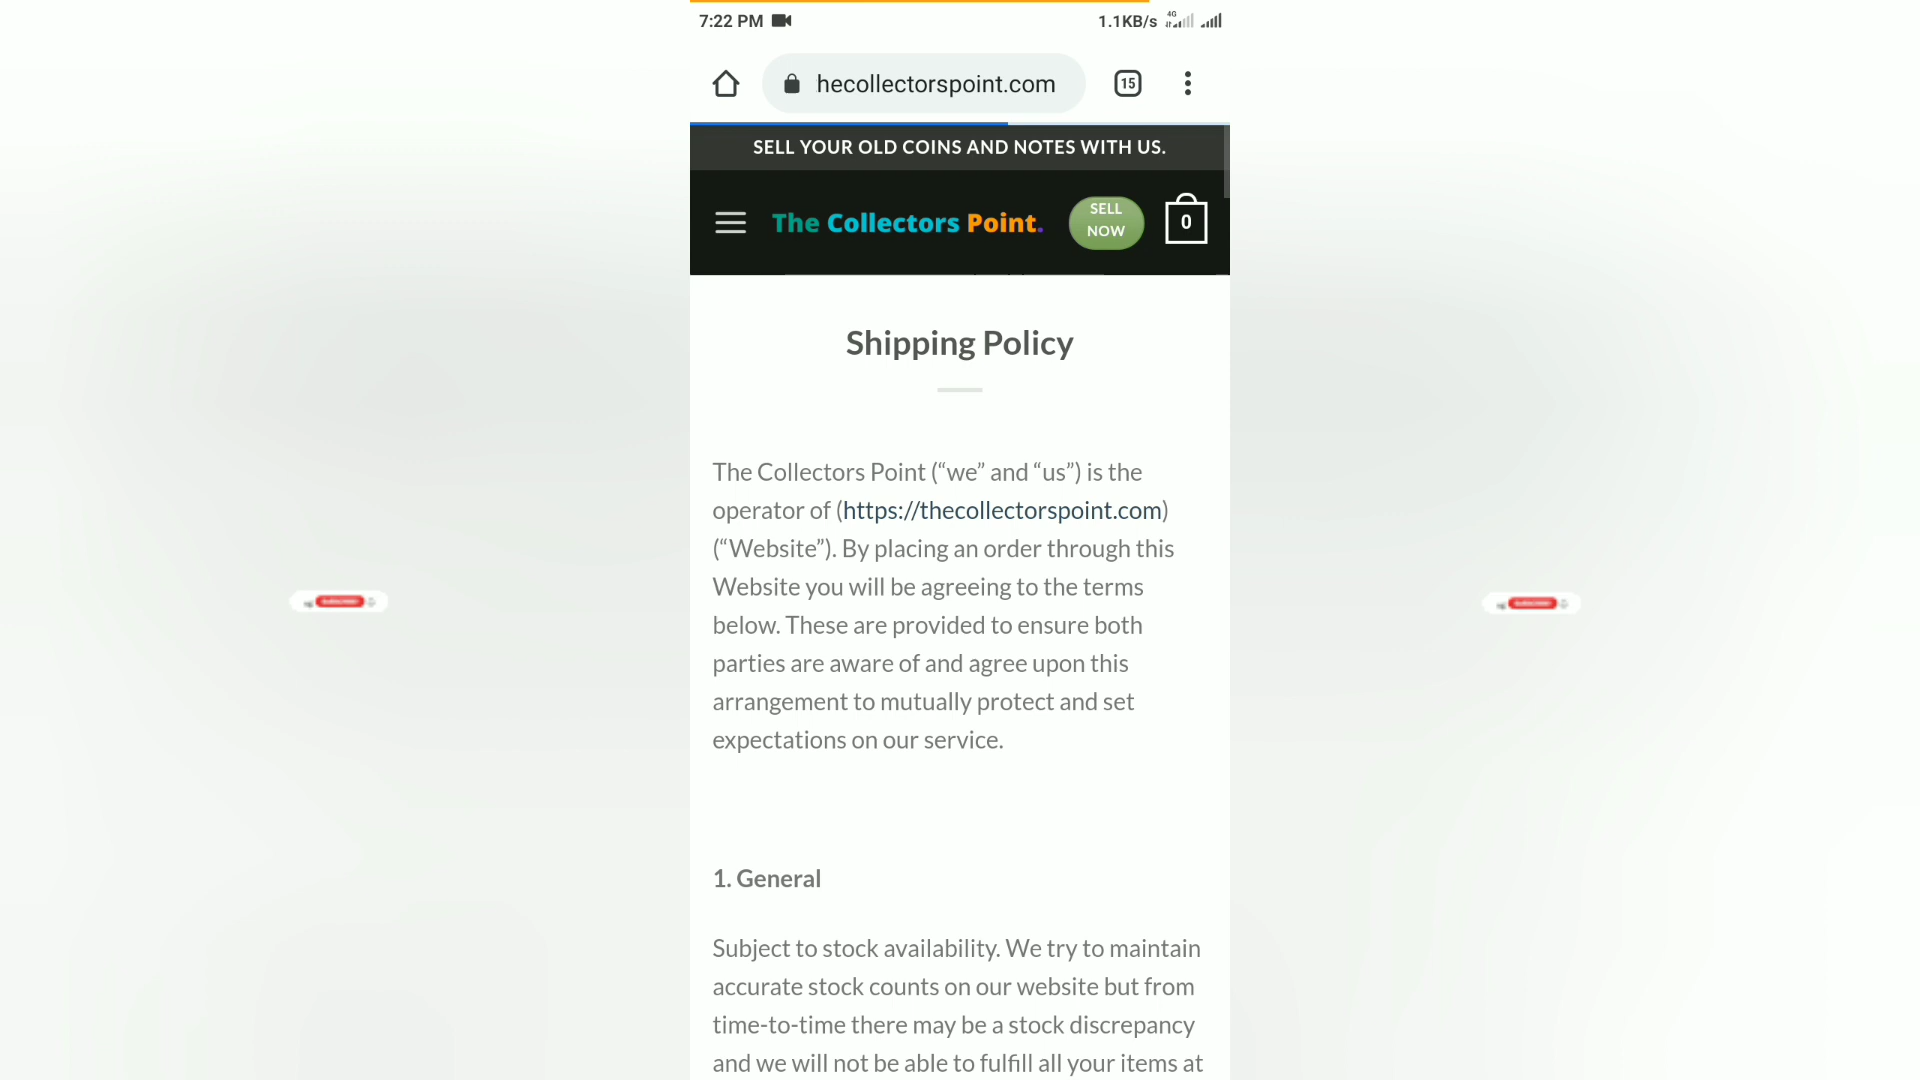 7:22 PM
1.1KB/s
4G
hecollectorspoint.com
15
SELL YOUR OLD COINS AND NOTES WITH US.
The Collectors Point.
SELL
NOW
0
Shipping Policy
The Collectors Point (“we” and “us”) is the
operator of (https://thecollectorspoint.com)
(“Website”). By placing an order through this
Website you will be agreeing to the terms
below. These are provided to ensure both
parties are aware of and agree upon this
arrangement to mutually protect and set
expectations on our service.
1. General
Subject to stock availability. We try to maintain
accurate stock counts on our website but from
time-to-time there may be a stock discrepancy
and we will not be able to fulfill all your items at